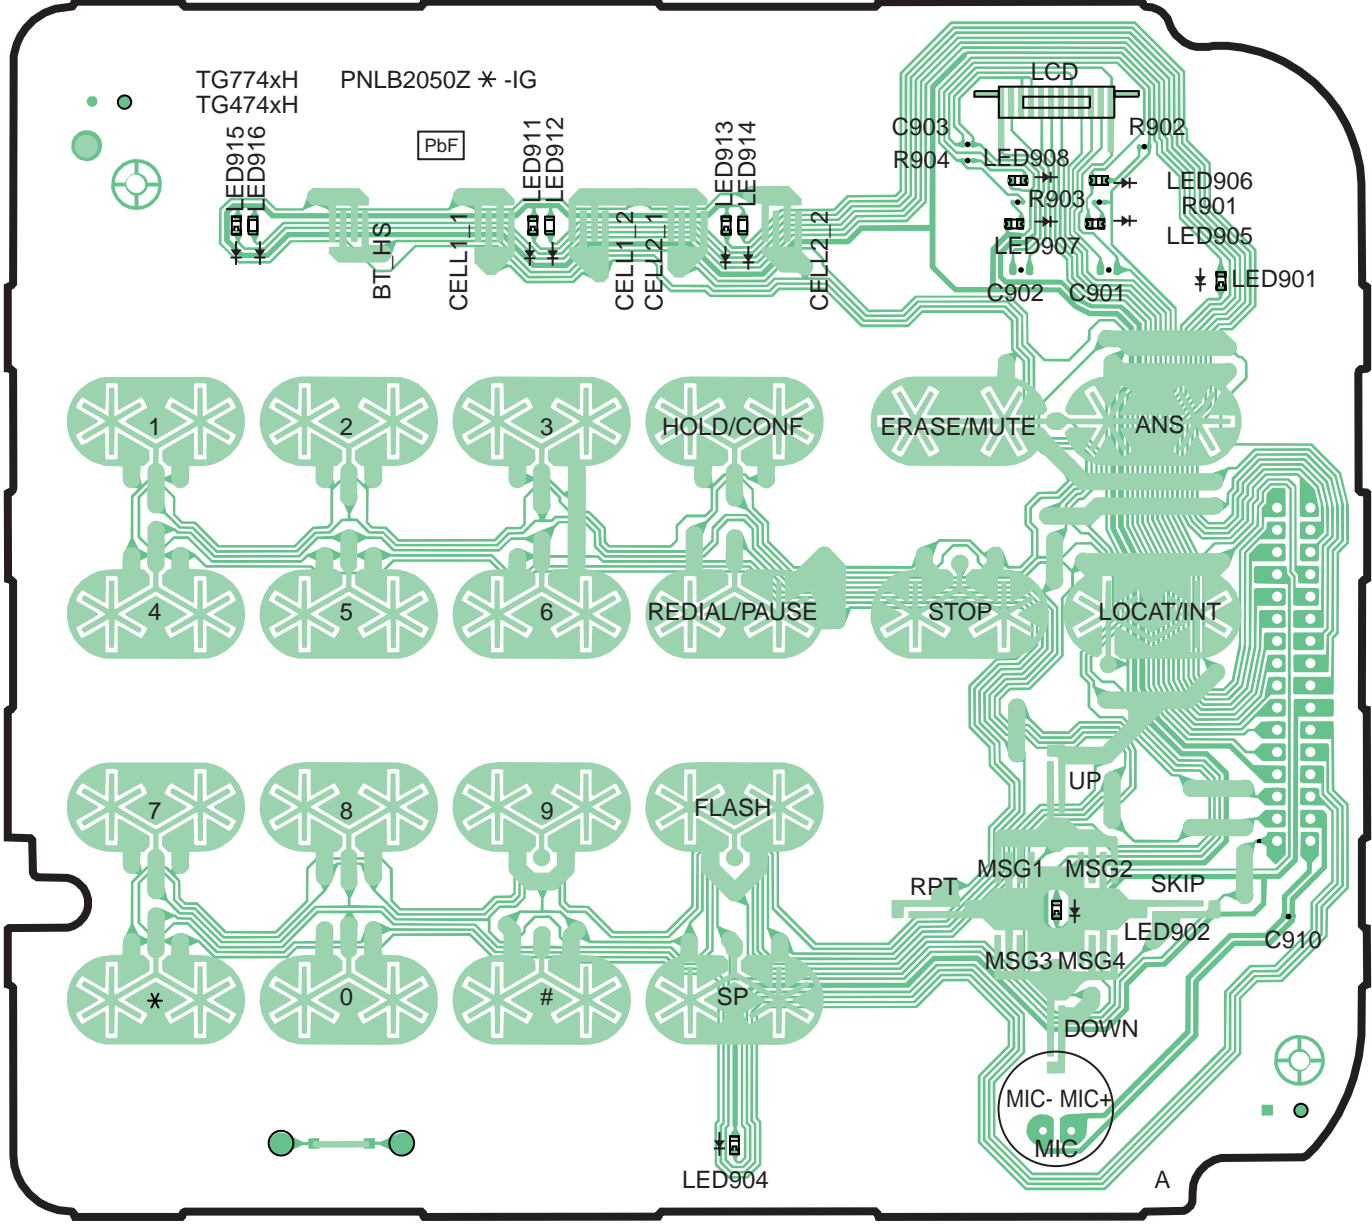 TG774xH PNLB2050Z * -IG
TG474xH
LCD
PbF
LED915
LED916
LED911
LED912
LED913
LED914
C903
R902
R904
LED908
LED906
R903
R901
LED907
LED905
C902
C901
LED901
BT_HS
CELL1_1
CELL1_2
CELL2_1
CELL2_2
1
2
3
HOLD/CONF
ERASE/MUTE
ANS
4
5
6
REDIAL/PAUSE
STOP
LOCAT/INT
UP
7
8
9
FLASH
MSG1
MSG2
RPT
SKIP
LED902
C910
MSG3
MSG4
*
0
#
SP
DOWN
MIC- MIC+
MIC
LED904
A